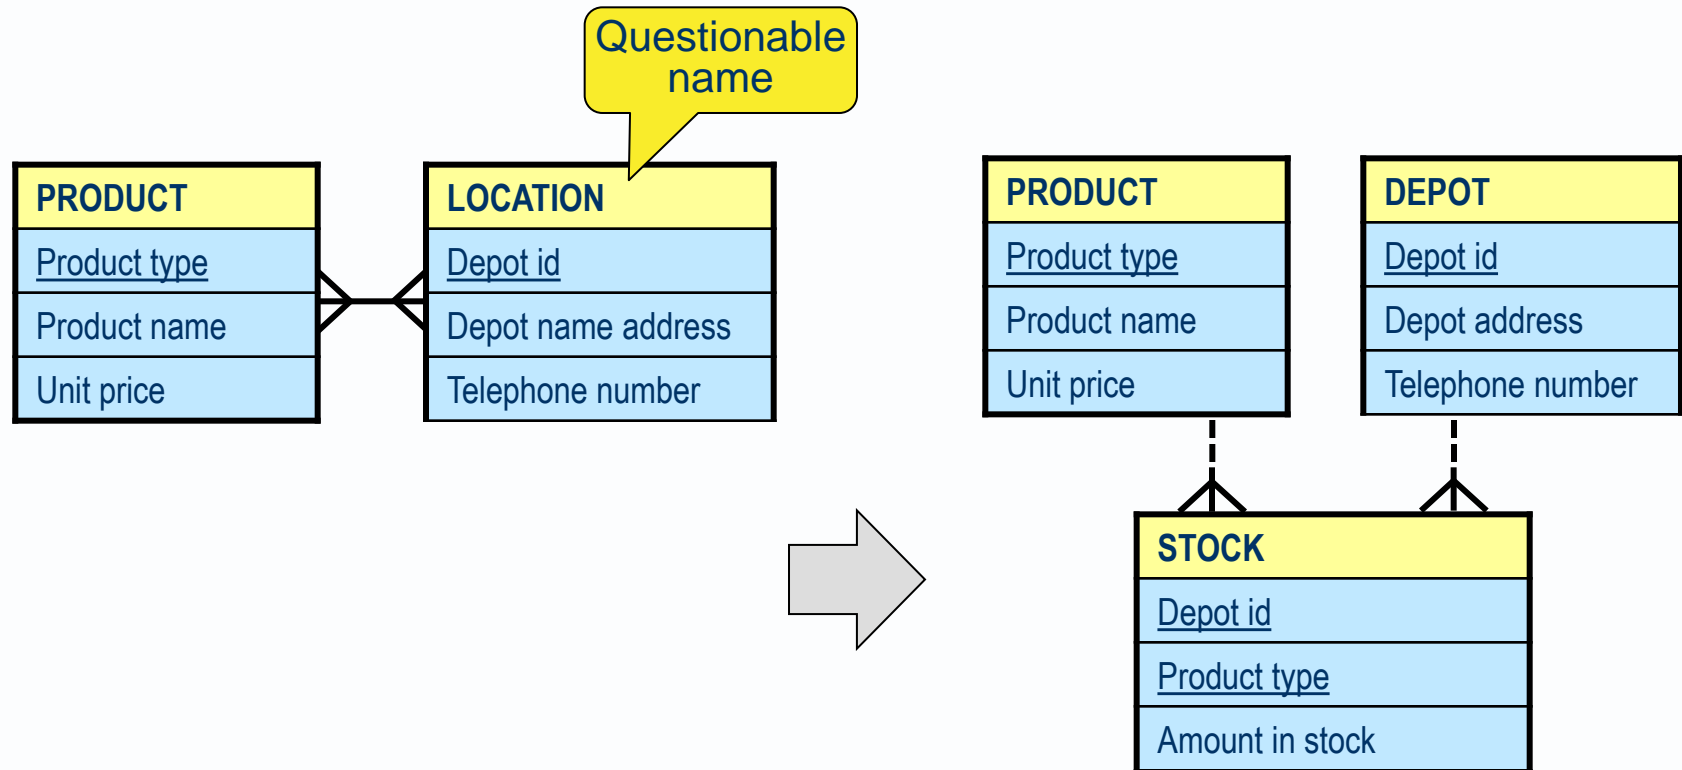 Questionable
name
PRODUCT
Product type
Product name
Unit price
LOCATION
Depot id
Depot name address
Telephone number
PRODUCT
Product type
Product name
Unit price
DEPOT
Depot id
Depot address
Telephone number
STOCK
Depot id
Product type
Amount in stock